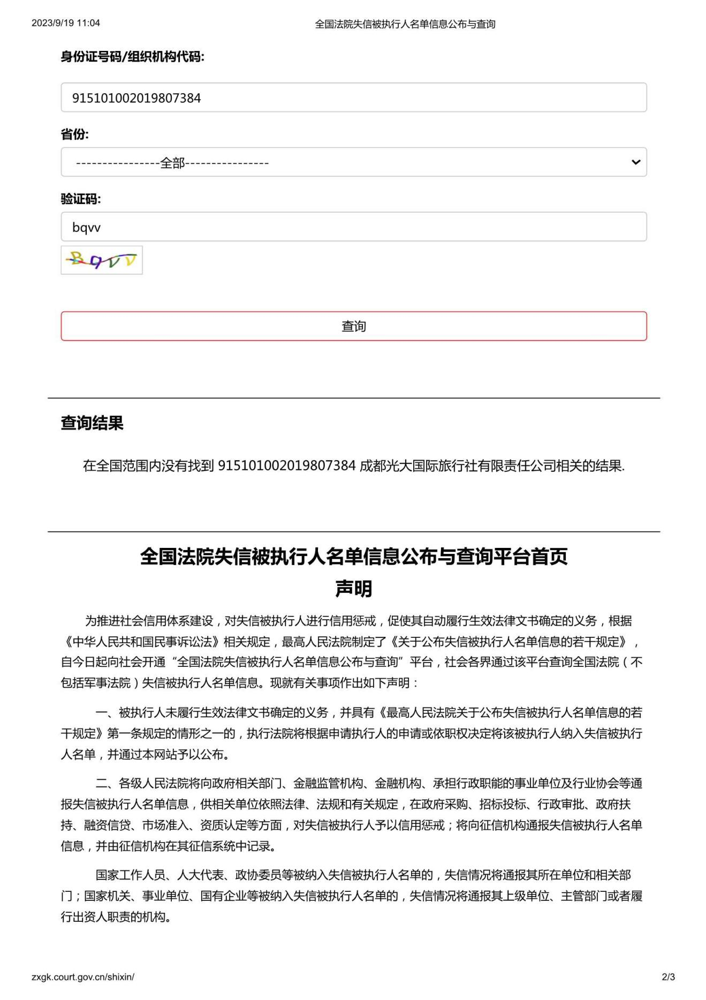 2023/9/19 11:04
全国法院失信被执行人名单信息公布与查询
身份证号码/组织机构代码:
915101002019807384
省份:
----------------全部----------------
验证码:
bqvv
Bqvv
查询
查询结果
在全国范围内没有找到 915101002019807384 成都光大国际旅行社有限责任公司相关的结果.
全国法院失信被执行人名单信息公布与查询平台首页
声明
为推进社会信用体系建设，对失信被执行人进行信用惩戒，促使其自动履行生效法律文书确定的义务，根据
《中华人民共和国民事诉讼法》相关规定，最高人民法院制定了《关于公布失信被执行人名单信息的若干规定》，
自今日起向社会开通“全国法院失信被执行人名单信息公布与查询”平台，社会各界通过该平台查询全国法院（不
包括军事法院）失信被执行人名单信息。现就有关事项作出如下声明：
一、被执行人未履行生效法律文书确定的义务，并具有《最高人民法院关于公布失信被执行人名单信息的若
干规定》第一条规定的情形之一的，执行法院将根据申请执行人的申请或依职权决定将该被执行人纳入失信被执行
人名单，并通过本网站予以公布。
二、各级人民法院将向政府相关部门、金融监管机构、金融机构、承担行政职能的事业单位及行业协会等通
报失信被执行人名单信息，供相关单位依照法律、法规和有关规定，在政府采购、招标投标、行政审批、政府扶
持、融资信贷、市场准入、资质认定等方面，对失信被执行人予以信用惩戒；将向征信机构通报失信被执行人名单
信息，并由征信机构在其征信系统中记录。
国家工作人员、人大代表、政协委员等被纳入失信被执行人名单的，失信情况将通报其所在单位和相关部
门；国家机关、事业单位、国有企业等被纳入失信被执行人名单的，失信情况将通报其上级单位、主管部门或者履
行出资人职责的机构。
zxgk.court.gov.cn/shixin/
2/3